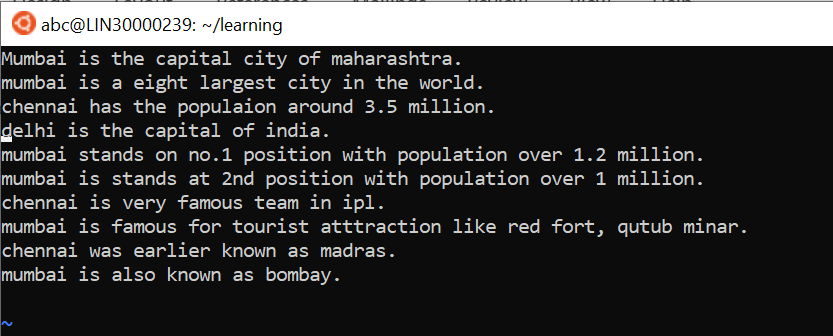 abc@LIN30000239: ~/learning
Mumbai is the capital city of maharashtra.
mumbai is a eight largest city in the world.
chennai has the populaion around 3.5 million.
delhi is the capital of india.
mumbai stands on no.1 position with population over 1.2 million.
mumbai is stands at 2nd position with population over 1 million.
chennai is very famous team in ipl.
mumbai is famous for tourist atttraction like red fort, qutub minar.
chennai was earlier known as madras.
mumbai is also known as bombay.
~